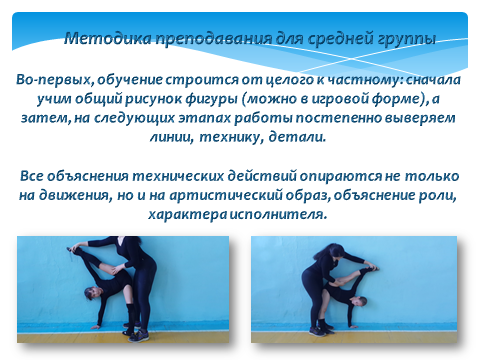 Методика преподавания для средней группы
Во-первых, обучение строится от целого к частному: сначала
учим общий рисунок фигуры (можно в игровой форме), а
затем, на следующих этапах работы постепенно выверяем
линии, технику, детали.
Все объяснения технических действий опираются не только
на движения, но и на артистический образ, объяснение роли,
характера исполнителя.